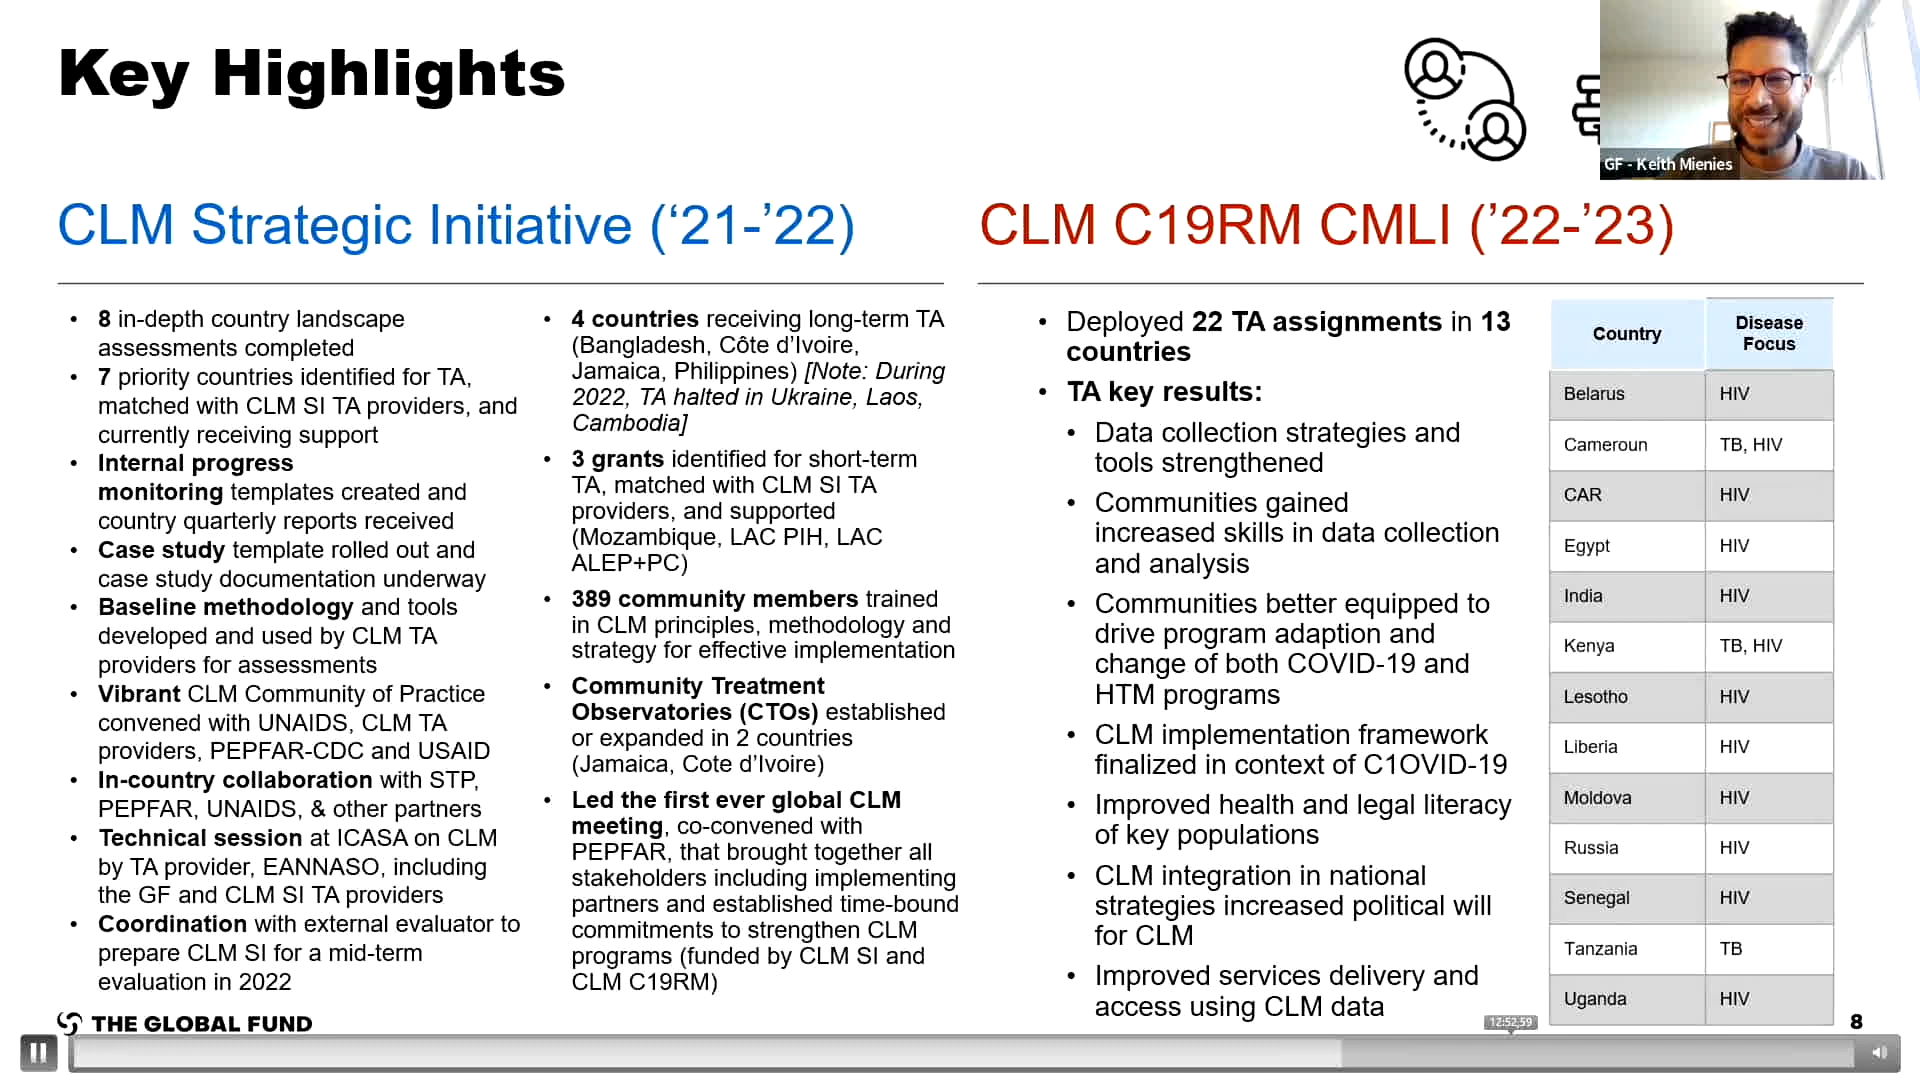 Key Highlights
GF - Keith Mienies
CLM Strategic Initiative (‘21-’22)
• 8 in-depth country landscape
assessments completed
• 7 priority countries identified for TA,
matched with CLM SI TA providers, and
currently receiving support
• Internal progress
monitoring templates created and
country quarterly reports received
• Case study template rolled out and
case study documentation underway
• Baseline methodology and tools
developed and used by CLM TA
providers for assessments
• Vibrant CLM Community of Practice
convened with UNAIDS, CLM TA
providers, PEPFAR-CDC and USAID
• In-country collaboration with STP,
PEPFAR, UNAIDS, & other partners
• Technical session at ICASA on CLM
by TA provider, EANNASO, including
the GF and CLM SI TA providers
• Coordination with external evaluator to
prepare CLM SI for a mid-term
evaluation in 2022
• 4 countries receiving long-term TA
(Bangladesh, Côte d’Ivoire,
Jamaica, Philippines) [Note: During
2022, TA halted in Ukraine, Laos,
Cambodia]
• 3 grants identified for short-term
TA, matched with CLM SI TA
providers, and supported
(Mozambique, LAC PIH, LAC
ALEP+PC)
• 389 community members trained
in CLM principles, methodology and
strategy for effective implementation
• Community Treatment
Observatories (CTOs) established
or expanded in 2 countries
(Jamaica, Cote d’Ivoire)
• Led the first ever global CLM
meeting, co-convened with
PEPFAR, that brought together all
stakeholders including implementing
partners and established time-bound
commitments to strengthen CLM
programs (funded by CLM SI and
CLM C19RM)
CLM C19RM CMLI (’22-’23)
• Deployed 22 TA assignments in 13
countries
• TA key results:
• Data collection strategies and
tools strengthened
• Communities gained
increased skills in data collection
and analysis
• Communities better equipped to
drive program adaption and
change of both COVID-19 and
HTM programs
• CLM implementation framework
finalized in context of C1OVID-19
• Improved health and legal literacy
of key populations
• CLM integration in national
strategies increased political will
for CLM
• Improved services delivery and
access using CLM data
Country Disease Focus
Belarus HIV
Cameroun TB, HIV
CAR HIV
Egypt HIV
India HIV
Kenya TB, HIV
Lesotho HIV
Liberia HIV
Moldova HIV
Russia HIV
Senegal HIV
Tanzania TB
Uganda HIV
THE GLOBAL FUND
12:52:59
8